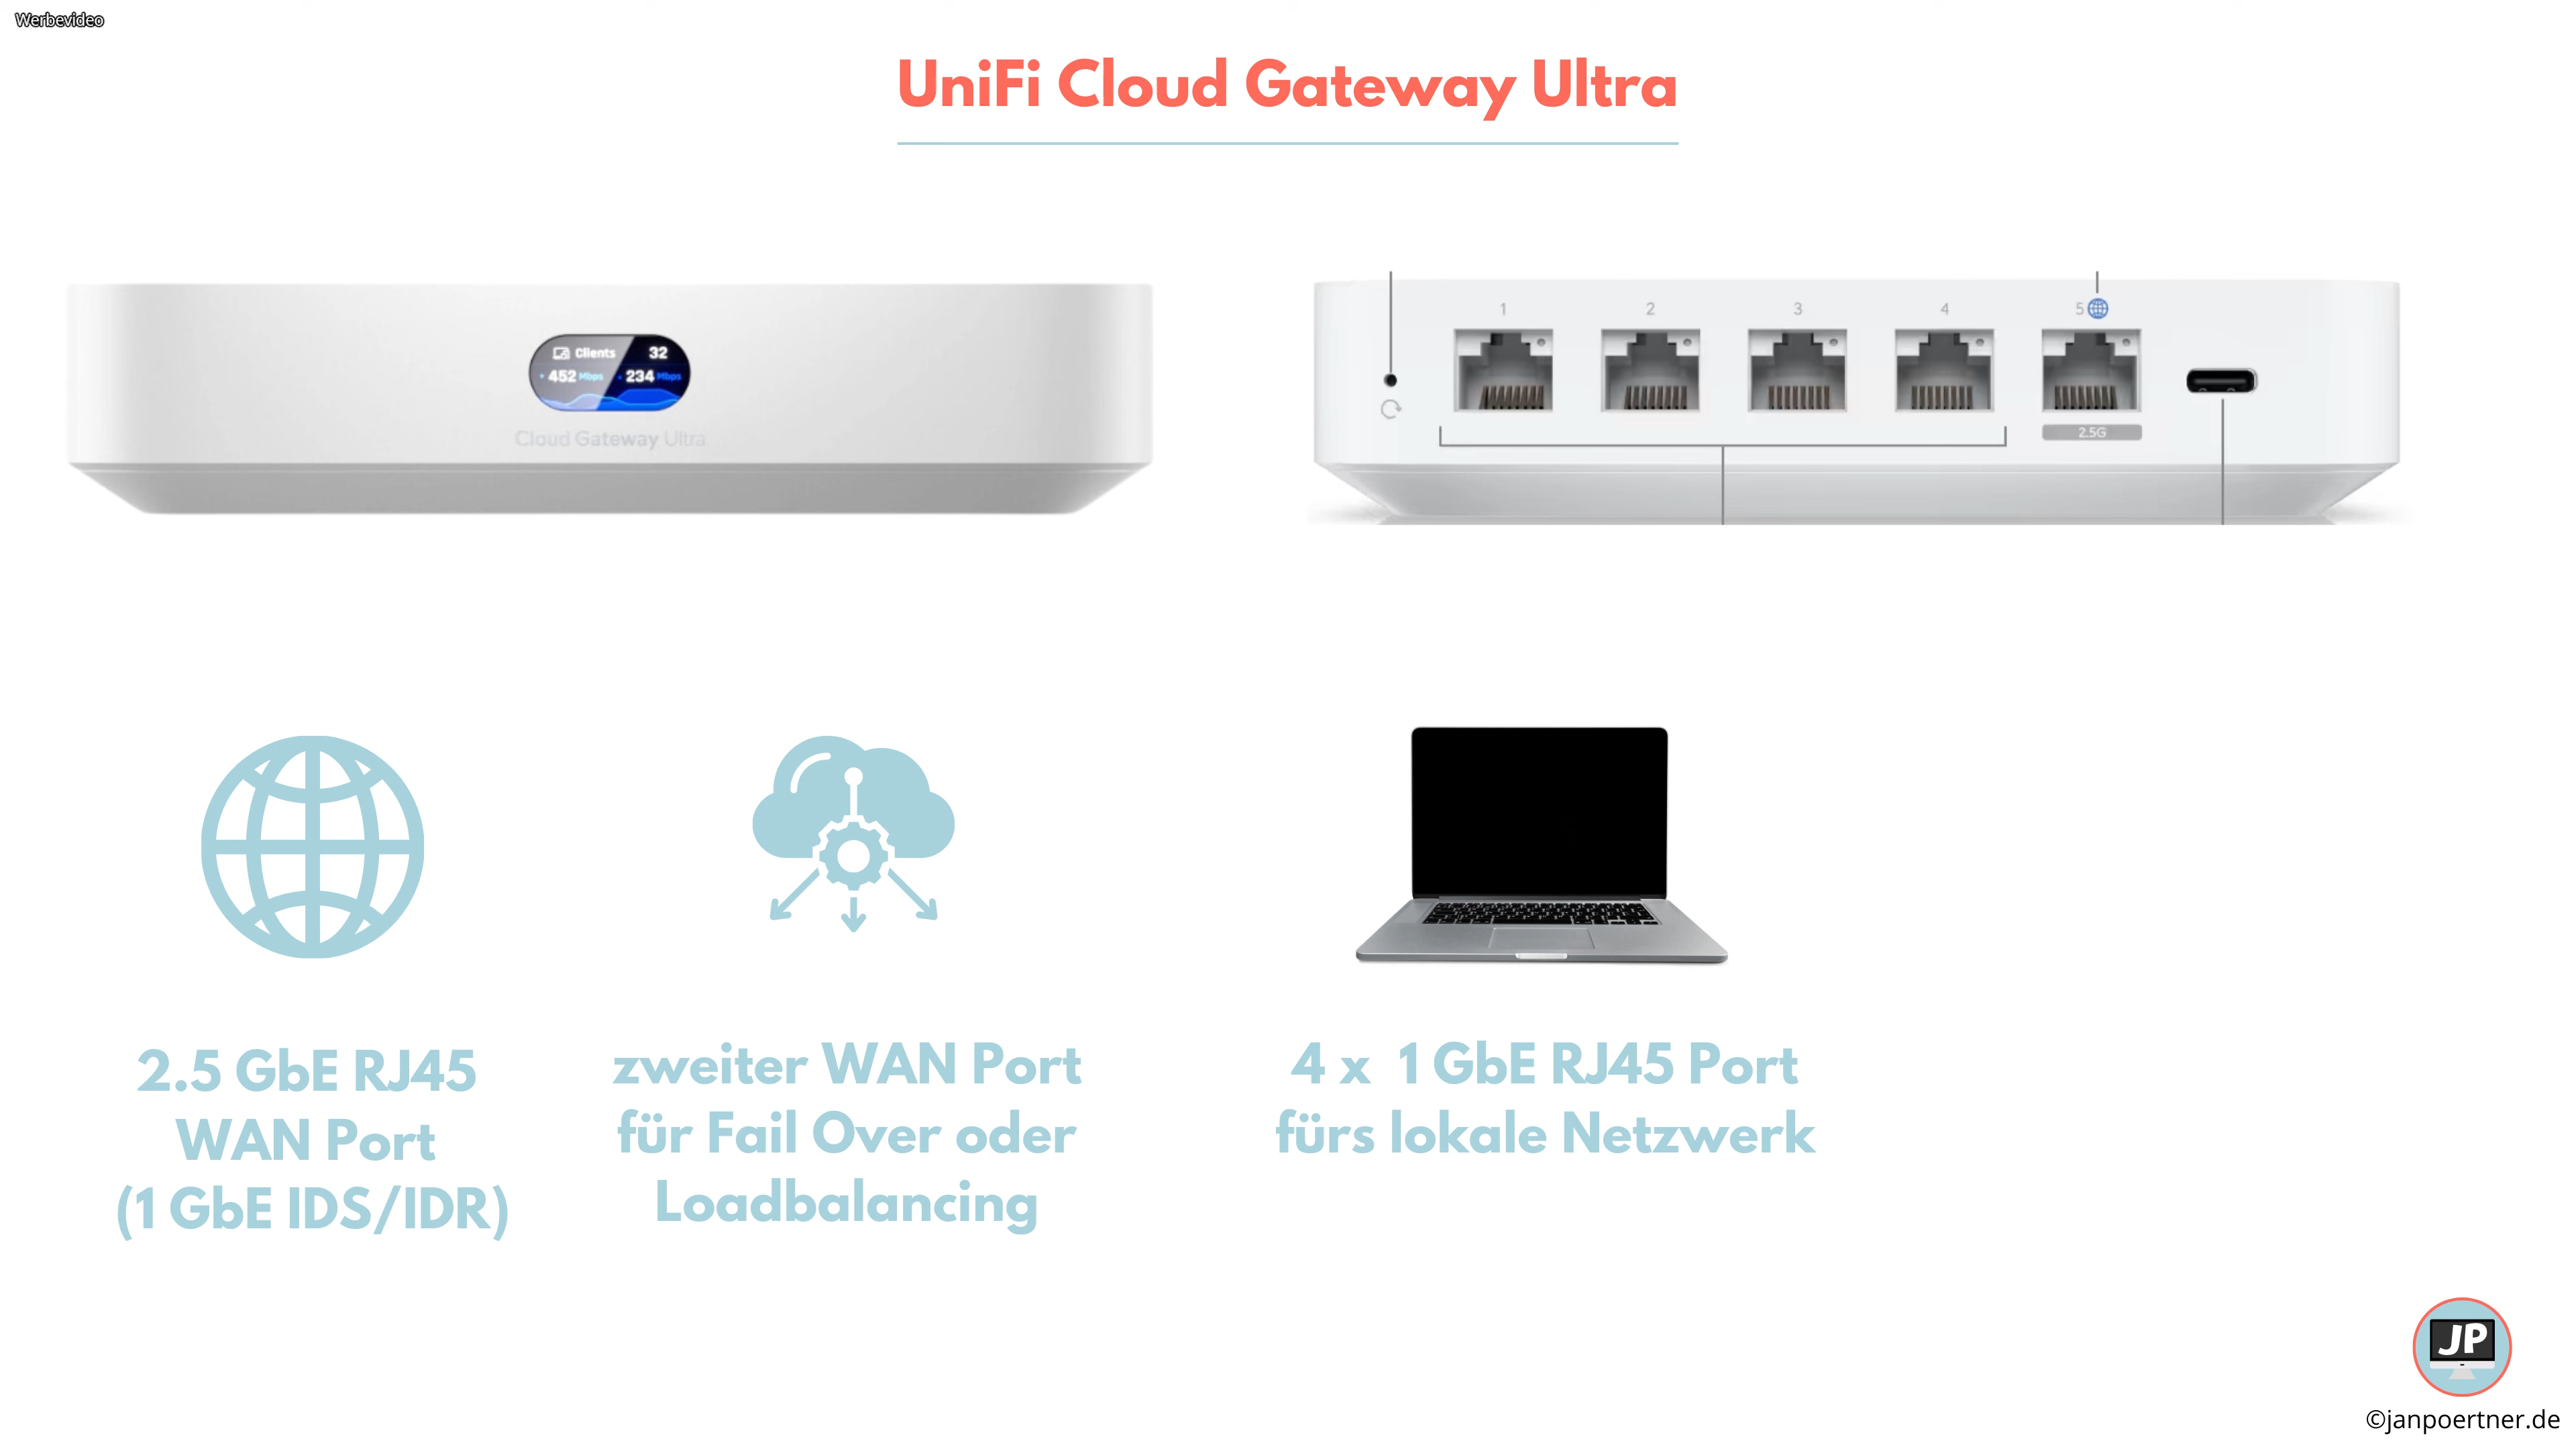 Werbevideo
UniFi Cloud Gateway Ultra
Clients 32
452 Mbps 234 Mbps
Cloud Gateway Ultra
1 2 3 4 5
2.5G
2.5 GbE RJ45
WAN Port
(1 GbE IDS/IDR)
zweiter WAN Port
für Fail Over oder
Loadbalancing
4 x 1 GbE RJ45 Port
fürs lokale Netzwerk
JP
©janpoertner.de